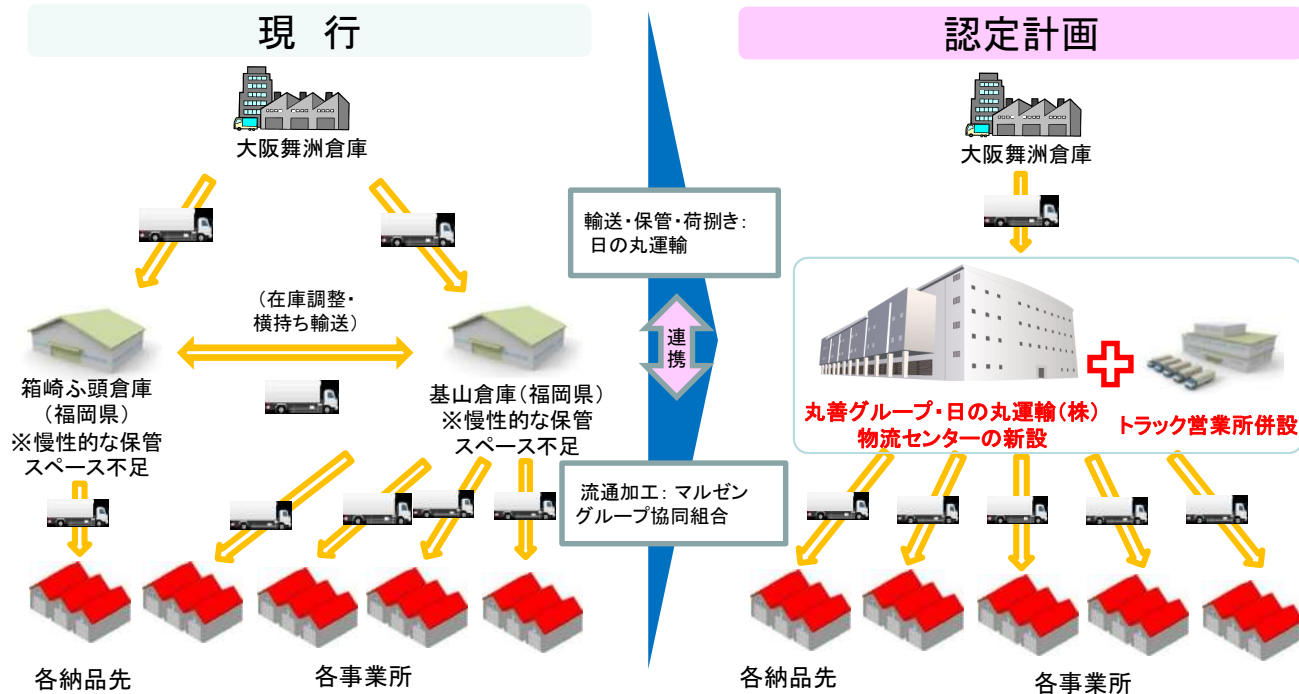 現 行
大阪舞洲倉庫
(在庫調整・
横持ち輸送)
箱崎ふ頭倉庫
(福岡県)
※慢性的な保管
スペース不足
基山倉庫(福岡県)
※慢性的な保管
スペース不足
各納品先
各事業所
輸送・保管・荷捌き:
日の丸運輸
連
携
流通加工: マルゼン
グループ協同組合
認定計画
大阪舞洲倉庫
丸善グループ・日の丸運輸(株)
物流センターの新設
トラック営業所併設
各納品先
各事業所